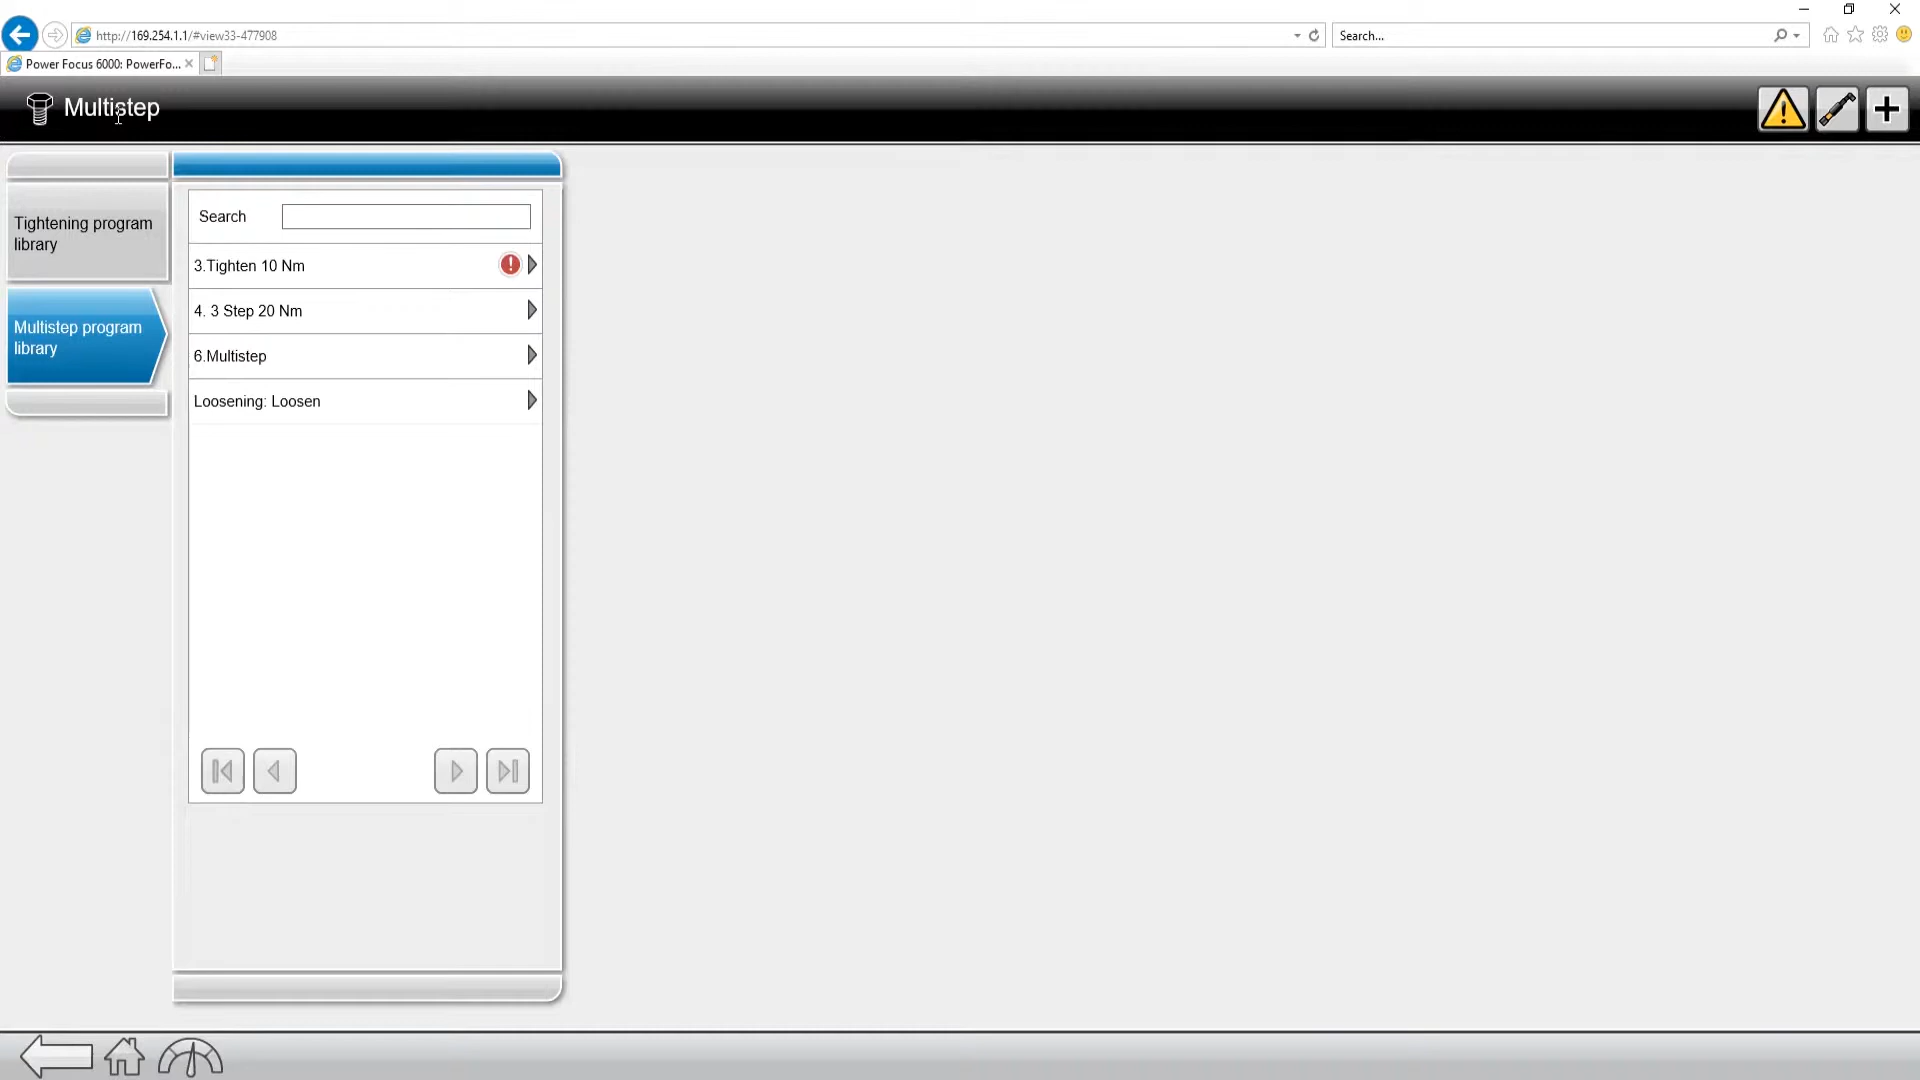 http://169.254.1.1/#view33-477908
Search...
Power Focus 6000: PowerFo...
Multistep
Tightening program
library
Multistep program
library
Search
3.Tighten 10 Nm
4. 3 Step 20 Nm
6.Multistep
Loosening: Loosen